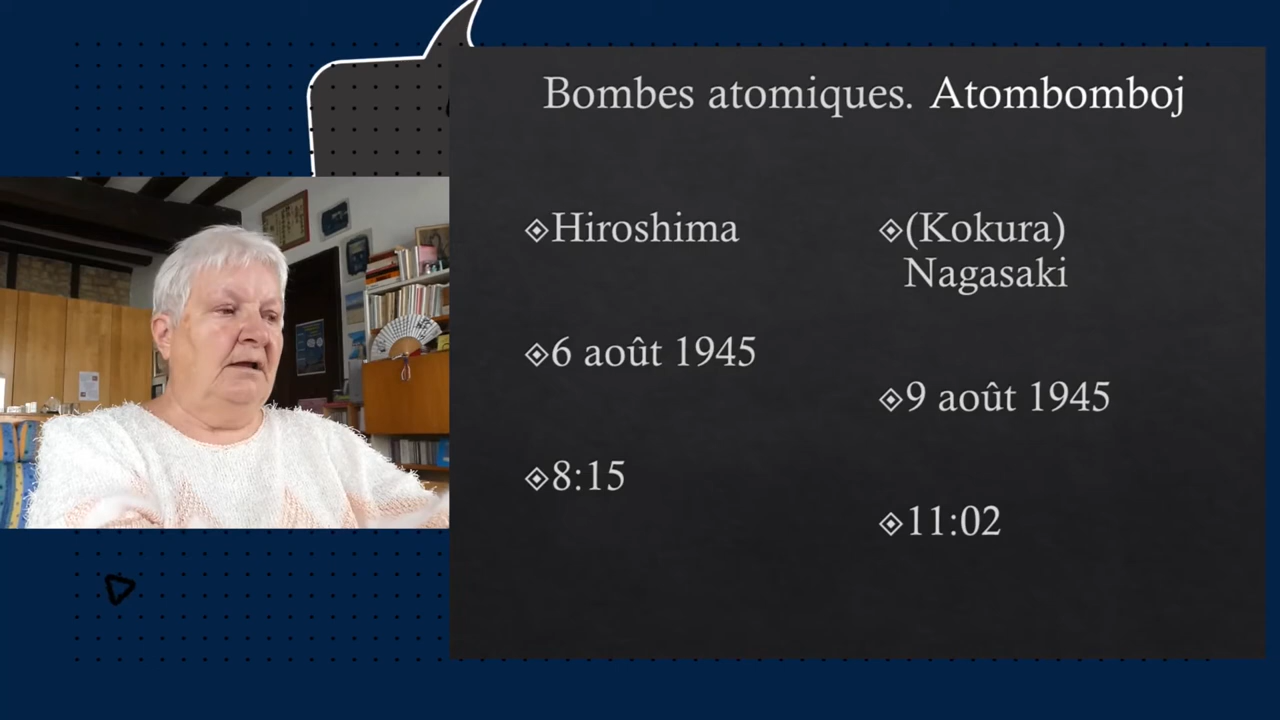 Bombes atomiques. Atombomboj
Hiroshima
6 août 1945
8:15
(Kokura)
Nagasaki
9 août 1945
11:02